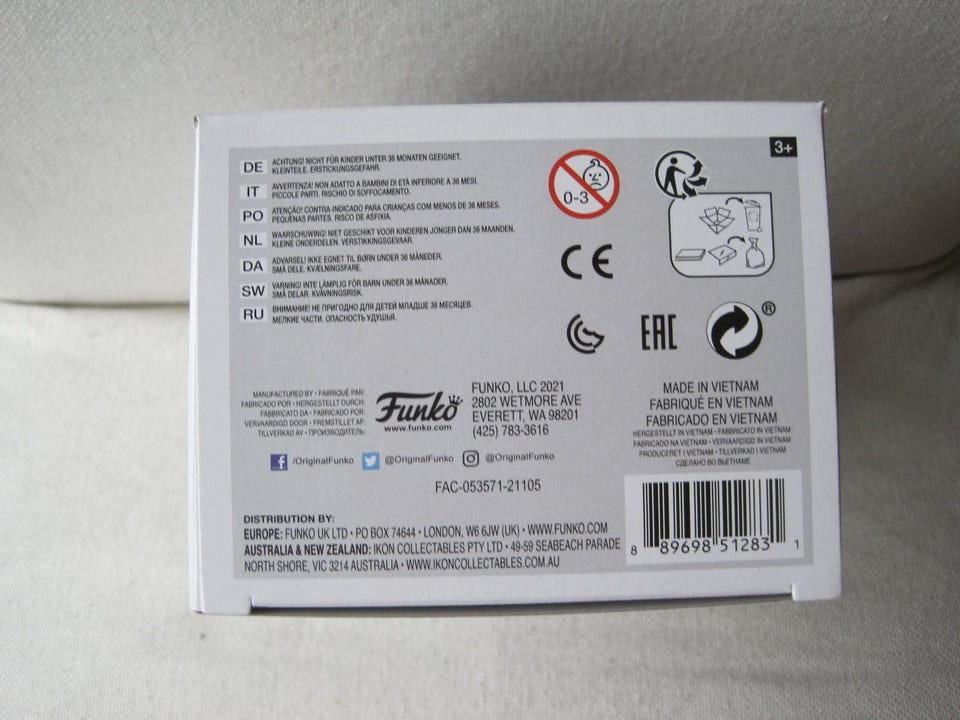 3+
DE ACHTUNG! NICHT FÜR KINDER UNTER 36 MONATEN GEEIGNET.
KLEINTEILE. ERSTICKUNGSGEFAHR.
IT AVVERTENZA! NON ADATTO A BAMBINI DI ETÀ INFERIORE A 36 MESI.
PICCOLE PARTI. RISCHIO DI SOFFOCAMENTO.
PO ATENÇÃO! CONTRA-INDICADO PARA CRIANÇAS COM MENOS DE 36 MESES.
PEQUENAS PARTES. RISCO DE ASFIXIA.
NL WAARSCHUWING! NIET GESCHIKT VOOR KINDEREN JONGER DAN 36 MAANDEN.
KLEINE ONDERDELEN. VERSTIKKINGSGEVAAR.
DA ADVARSEL! IKKE EGNET TIL BØRN UNDER 36 MÅNEDER.
SMÅ DELE. KVÆLNINGSFARE.
SW VARNING! INTE LÄMPLIG FÖR BARN UNDER 36 MÅNADER.
SMÅ DELAR. KVÄVNINGSRISK.
RU ВНИМАНИЕ! НЕ ПРИГОДНО ДЛЯ ДЕТЕЙ МЛАДШЕ 36 МЕСЯЦЕВ.
МЕЛКИЕ ЧАСТИ. ОПАСНОСТЬ УДУШЬЯ.
0-3
CE
EAC
®
MANUFACTURED BY • FABRIQUÉ PAR:
FABRICADO POR • HERGESTELLT DURCH:
FABBRICATO DA • FABRICADO POR:
VERVAARDIGD DOOR • FREMSTILLET AF:
TILLVERKAD AV • ПРОИЗВОДИТЕЛЬ:
Funko
www.funko.com
FUNKO, LLC 2021
2802 WETMORE AVE
EVERETT, WA 98201
(425) 783-3616
MADE IN VIETNAM
FABRIQUÉ EN VIETNAM
FABRICADO EN VIETNAM
HERGESTELLT IN VIETNAM • FABBRICATO IN VIETNAM
FABRICADO NA VIETNAM • VERVAARDIGD IN VIETNAM
PRODUCERET I VIETNAM • TILLVERKAD I VIETNAM
СДЕЛАНО ВО ВЬЕТНАМЕ
/OriginalFunko @OriginalFunko @OriginalFunko
FAC-053571-21105
DISTRIBUTION BY:
EUROPE: FUNKO UK LTD • PO BOX 74644 • LONDON, W6 6JW (UK) • WWW.FUNKO.COM
AUSTRALIA & NEW ZEALAND: IKON COLLECTABLES PTY LTD • 49-59 SEABEACH PARADE
NORTH SHORE, VIC 3214 AUSTRALIA • WWW.IKONCOLLECTABLES.COM.AU
8 89698 51283 1